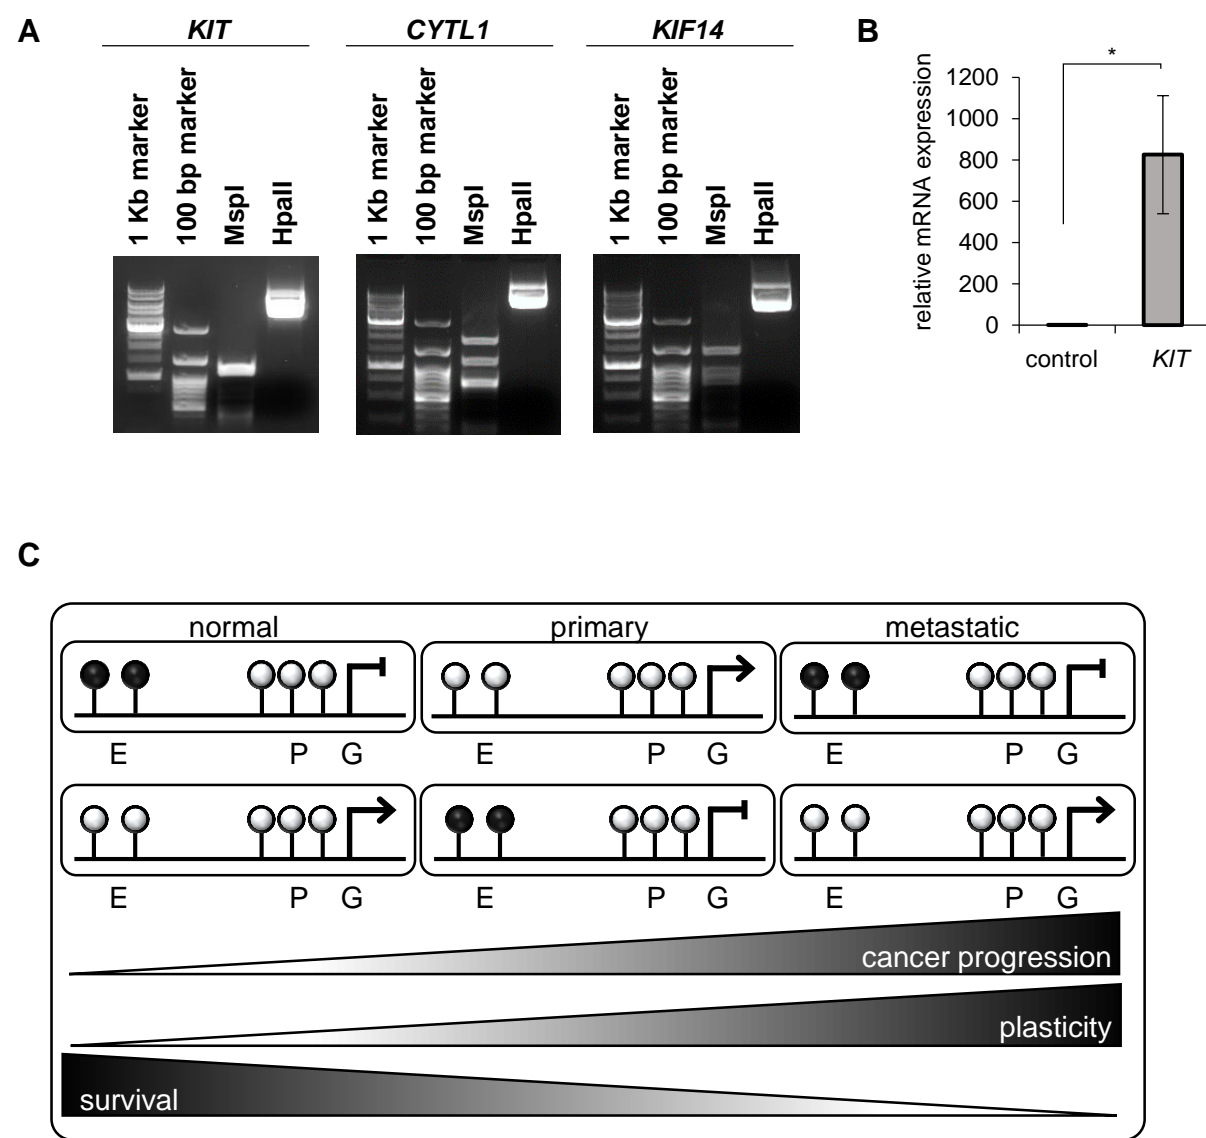 A
KIT
CYTL1
KIF14
1 Kb marker
100 bp marker
MspI
HpaII
1 Kb marker
100 bp marker
MspI
HpaII
1 Kb marker
100 bp marker
MspI
HpaII
B
*
relative mRNA expression
1200
1000
800
600
400
200
0
control
KIT
C
normal
primary
metastatic
E P G
E P G
E P G
E P G
E P G
E P G
cancer progression
plasticity
survival